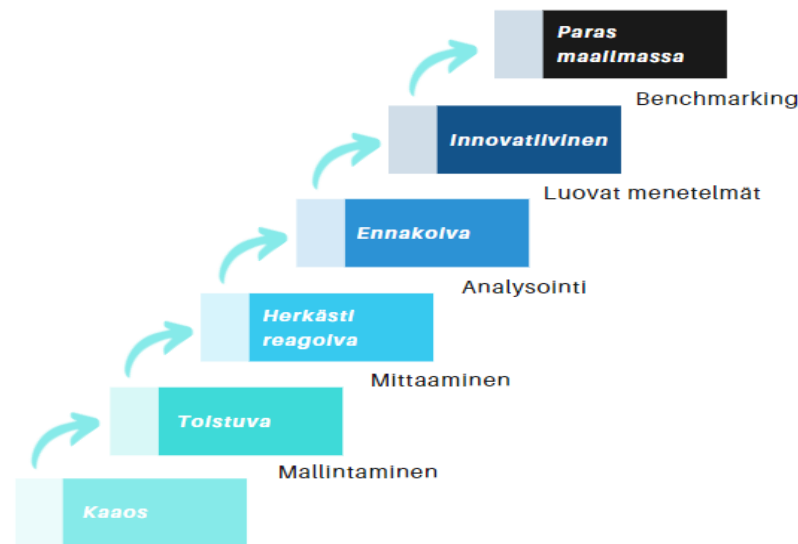 Paras
maailmassa
Benchmarking
Innovatiivinen
Luovat menetelmät
Ennakoiva
Analysointi
Herkästi
reagoiva
Mittaaminen
Toistuva
Mallintaminen
Kaaos